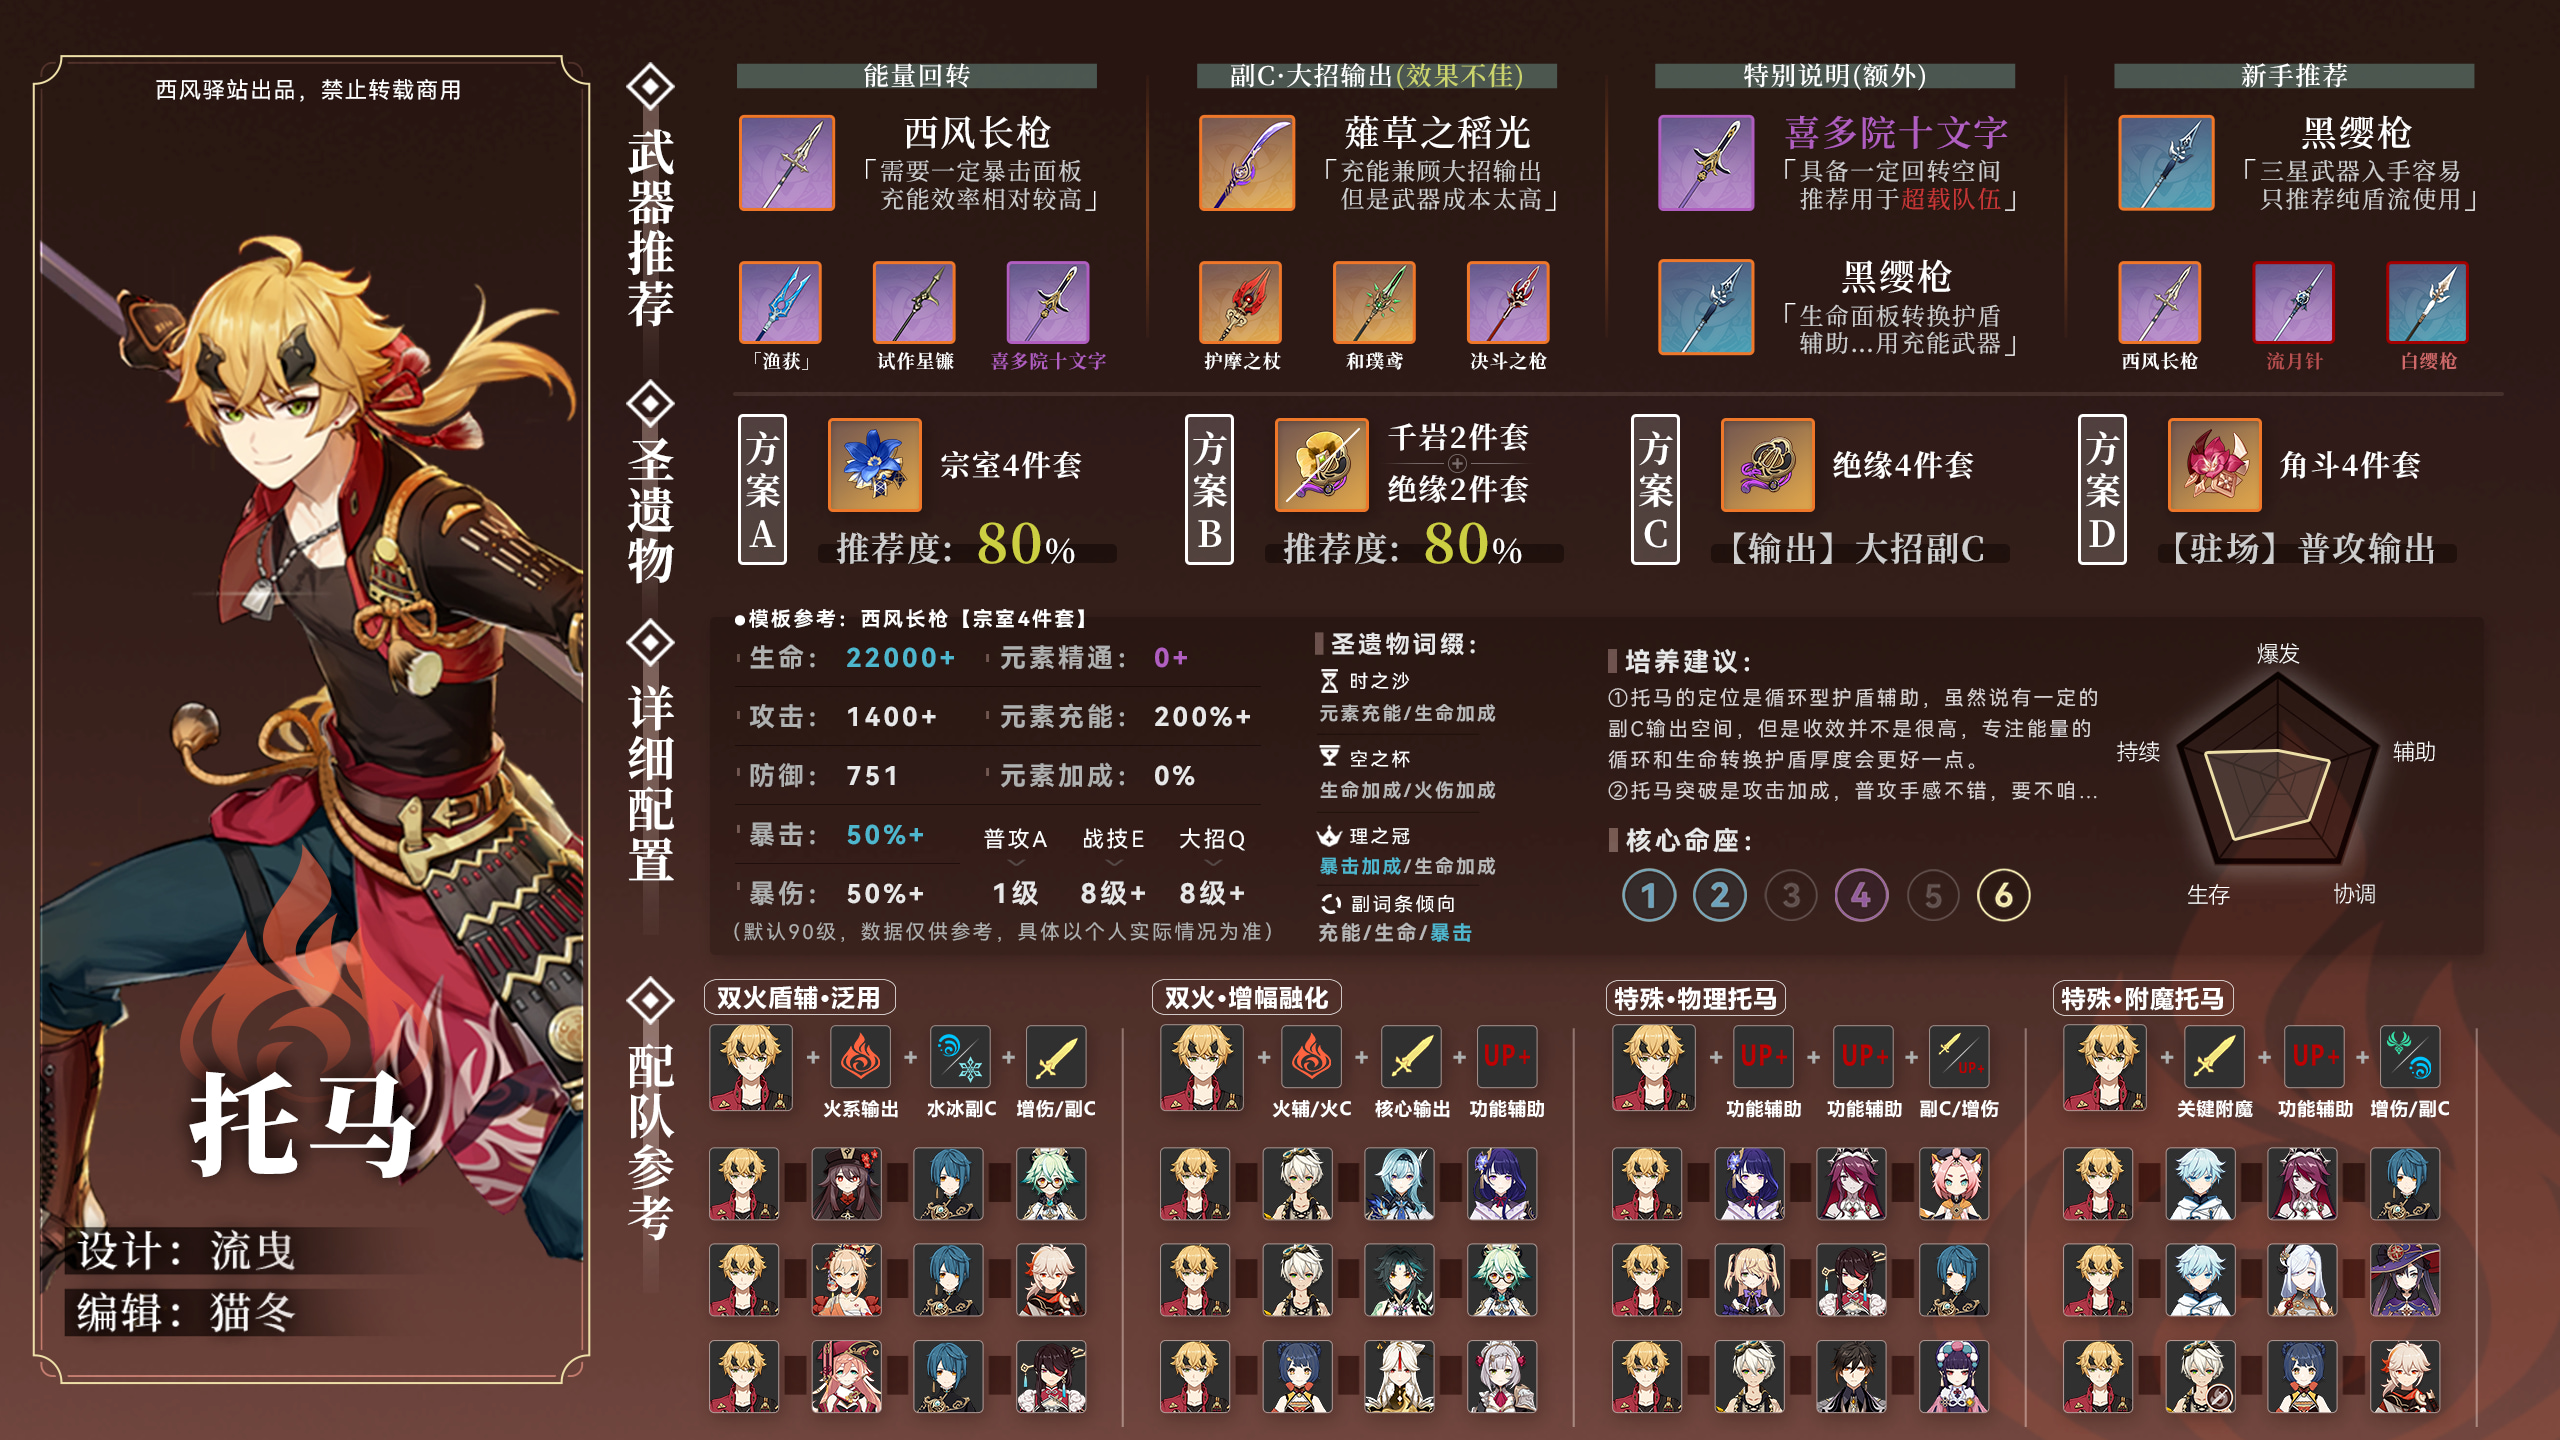 西风驿站出品，禁止转载商用
托马
设计：流曳
编辑：猫冬
武器推荐
能量回转
西风长枪
「需要一定暴击面板
充能效率相对较高」
「渔获」
试作星镰
喜多院十文字
副C·大招输出(效果不佳)
薙草之稻光
「充能兼顾大招输出
但是武器成本太高」
护摩之杖
和璞鸢
决斗之枪
特别说明(额外)
喜多院十文字
「具备一定回转空间
推荐用于超载队伍」
黑缨枪
「生命面板转换护盾
辅助...用充能武器」
新手推荐
黑缨枪
「三星武器入手容易
只推荐纯盾流使用」
西风长枪
流月针
白缨枪
圣遗物
方案A
宗室4件套
推荐度：80%
方案B
千岩2件套
绝缘2件套
推荐度：80%
方案C
绝缘4件套
【输出】大招副C
方案D
角斗4件套
【驻场】普攻输出
详细配置
●模板参考：西风长枪【宗室4件套】
生命：22000+
元素精通：0+
攻击：1400+
元素充能：200%+
防御：751
元素加成：0%
暴击：50%+
普攻A 战技E 大招Q
暴伤：50%+
1级 8级+ 8级+
(默认90级，数据仅供参考，具体以个人实际情况为准)
圣遗物词缀：
时之沙
元素充能/生命加成
空之杯
生命加成/火伤加成
理之冠
暴击加成/生命加成
副词条倾向
充能/生命/暴击
培养建议：
①托马的定位是循环型护盾辅助，虽然说有一定的
副C输出空间，但是收效并不是很高，专注能量的
循环和生命转换护盾厚度会更好一点。
②托马突破是攻击加成，普攻手感不错，要不咱...
核心命座：
1 2 3 4 5 6
爆发
辅助
协调
生存
持续
配队参考
双火盾辅·泛用
+ + +
火系输出 水冰副C 增伤/副C
双火·增幅融化
+ + + UP+
火辅/火C 核心输出 功能辅助
特殊·物理托马
+ UP+ + UP+ + UP+
功能辅助 功能辅助 副C/增伤
特殊·附魔托马
+ + UP+ +
关键附魔 功能辅助 增伤/副C